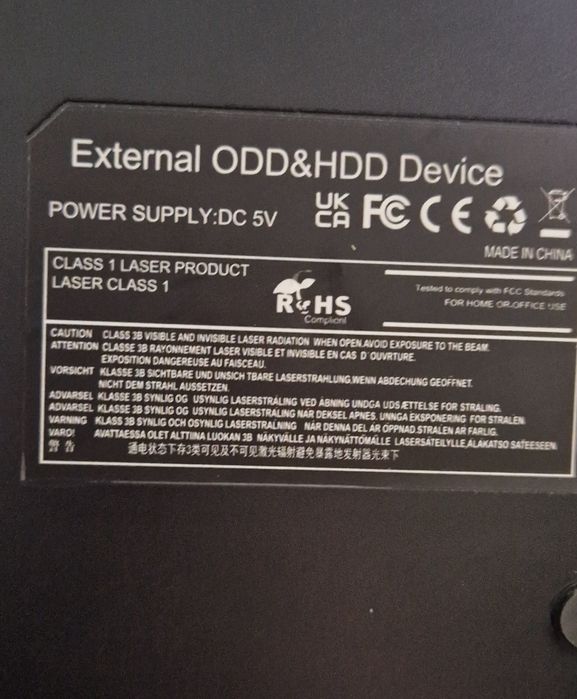 External ODD&HDD Device
POWER SUPPLY:DC 5V UK CA FC CE
MADE IN CHINA
CLASS 1 LASER PRODUCT
LASER CLASS 1
RoHS
Compliant
Tested to comply with FCC Standards
FOR HOME OR OFFICE USE
CAUTION CLASS 3B VISIBLE AND INVISIBLE LASER RADIATION WHEN OPEN.AVOID EXPOSURE TO THE BEAM.
ATTENTION CLASSE 3B RAYONNEMENT LASER VISIBLE ET INVISIBLE EN CAS D'OUVRTURE.
EXPOSITION DANGEREUSE AU FAISCEAU.
VORSICHT KLASSE 3B SICHTBARE UND UNSICH TBARE LASERSTRAHLUNG,WENN ABDECHUNG GEOFFNET.
NICHT DEM STRAHL AUSSETZEN.
ADVARSEL KLASSE 3B SYNLIG OG USYNLIG LASERSTRÅLING VED ÅBNING UNDGA UDSÆTTELSE FOR STRALING.
ADVARSEL KLASSE 3B SYNLIG OG USYNLIG LASERSTRÅLING NÅR DEKSEL APNES. UNNGA EKSPONERING FOR STRALEN
VARNING KLASS 3B SYNLIG OCH OSYNLIG LASERSTRALNING NÄR DENNA DEL AR ÖPPNAD.STRALEN AR FARLIG.
VARO! AVATTAESSA OLET ALTTIINA LUOKAN 3B NÄKYVÄLLE JA NÄKYNÄTTÖMÄLLE LASERSÄTEILYLLE.ÄLAKATSO SÄTEESEEN
警告 通电状态下存3类可见及不可见激光辐射避免暴露地发射器光束下